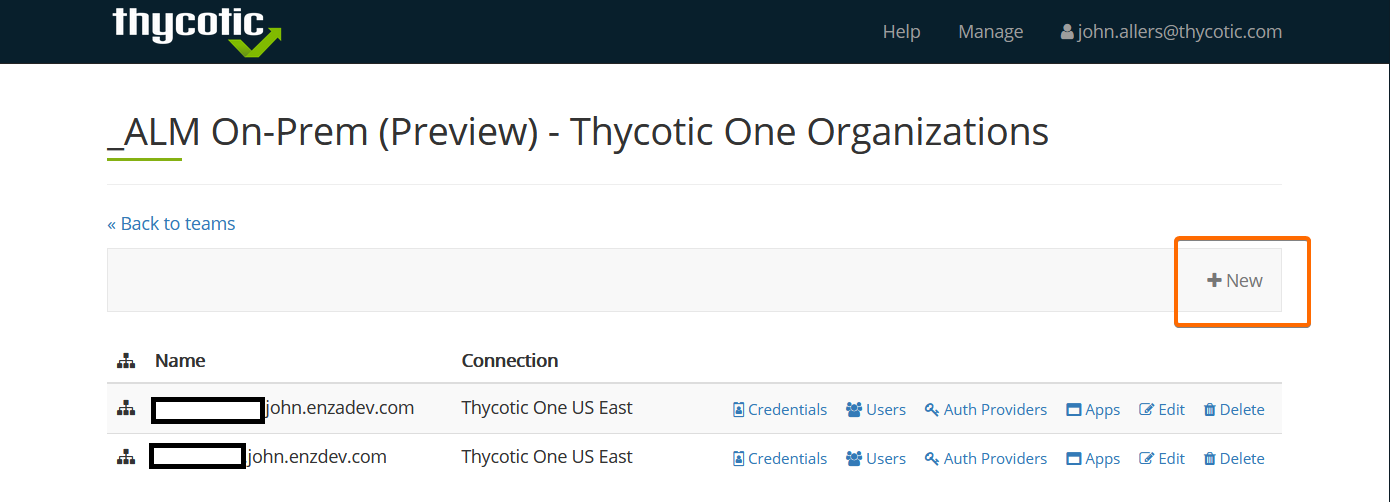 thycotic
Help Manage john.allers@thycotic.com
_ALM On-Prem (Preview) - Thycotic One Organizations
« Back to teams
New
Name Connection
john.enzadev.com Thycotic One US East Credentials Users Auth Providers Apps Edit Delete
john.enzdev.com Thycotic One US East Credentials Users Auth Providers Apps Edit Delete